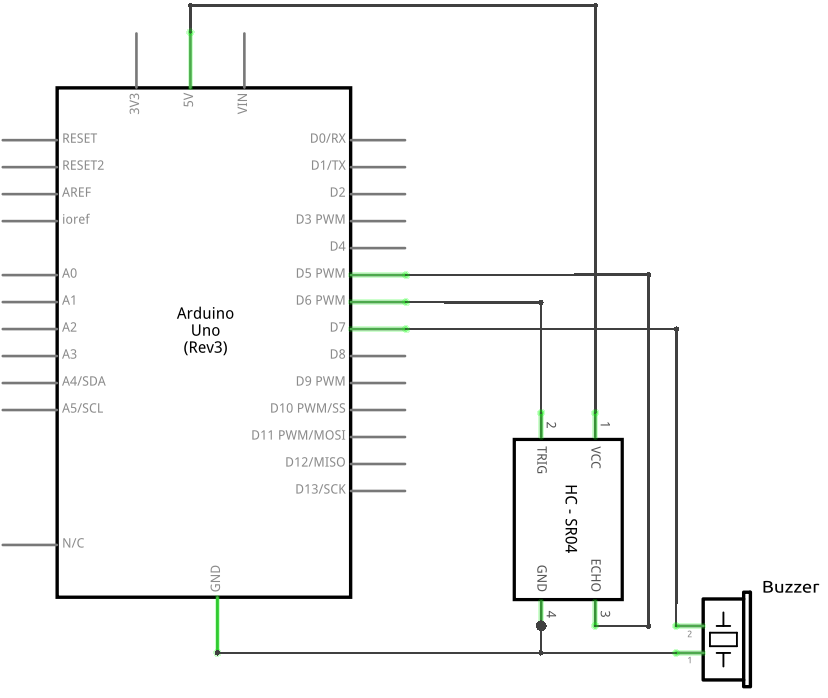 3V3
5V
VIN
RESET
RESET2
AREF
ioref
A0
A1
A2
A3
A4/SDA
A5/SCL
N/C
Arduino
Uno
(Rev3)
D0/RX
D1/TX
D2
D3 PWM
D4
D5 PWM
D6 PWM
D7
D8
D9 PWM
D10 PWM/SS
D11 PWM/MOSI
D12/MISO
D13/SCK
GND
2
1
TRIG
VCC
HC - SR04
GND
ECHO
4
3
Buzzer
2
1